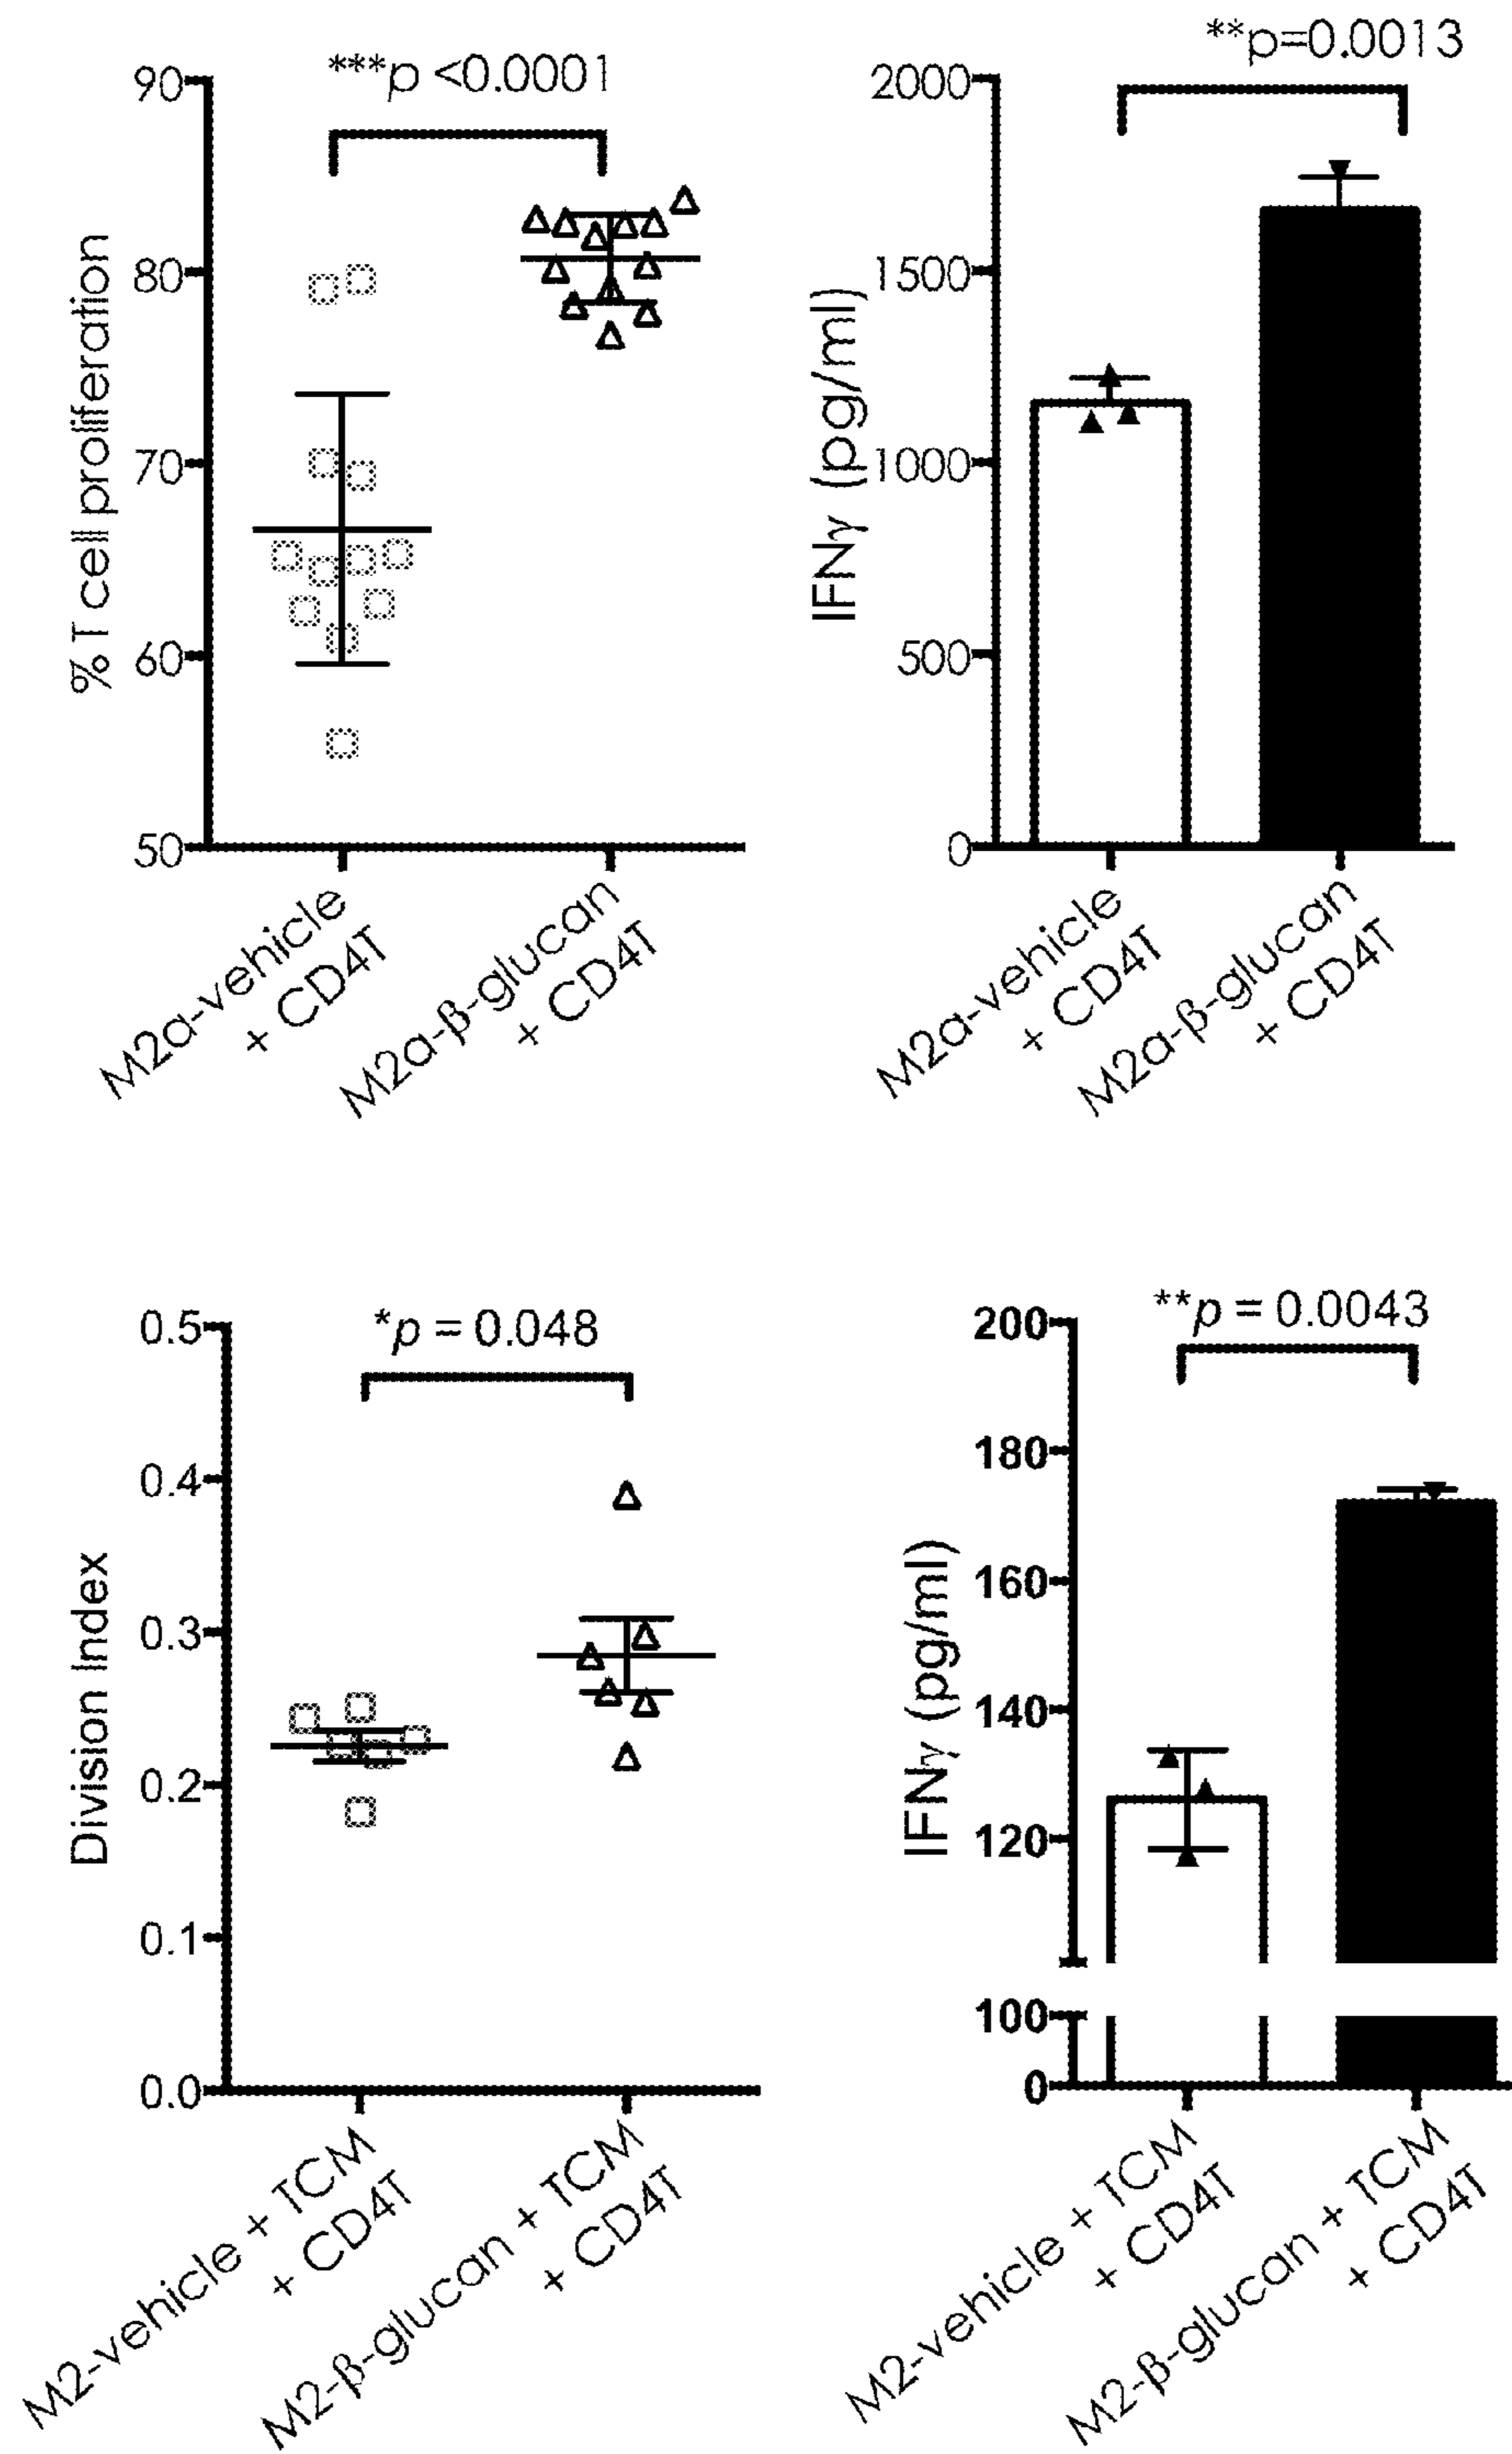 ***p <0.0001
90
80
70
60
50
% T cell proliferation
M2a-vehicle
+ CD4T
M2a-β-glucan
+ CD4T
**p=0.0013
2000
1500
1000
500
0
IFNγ (pg/ml)
M2a-vehicle
+ CD4T
M2a-β-glucan
+ CD4T
*p = 0.048
0.5
0.4
0.3
0.2
0.1
0.0
Division Index
M2-vehicle + TCM
+ CD4T
M2-β-glucan + TCM
+ CD4T
**p = 0.0043
200
180
160
140
120
100
0
IFNγ (pg/ml)
M2-vehicle + TCM
+ CD4T
M2-β-glucan + TCM
+ CD4T